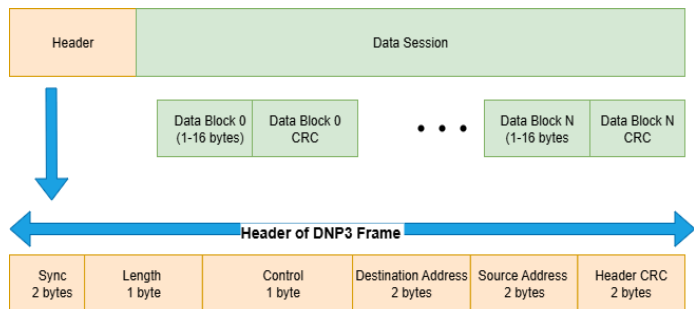 Header
Data Session
Data Block 0
(1-16 bytes)
Data Block 0
CRC
Data Block N
(1-16 bytes
Data Block N
CRC
Header of DNP3 Frame
Sync
2 bytes
Length
1 byte
Control
1 byte
Destination Address
2 bytes
Source Address
2 bytes
Header CRC
2 bytes